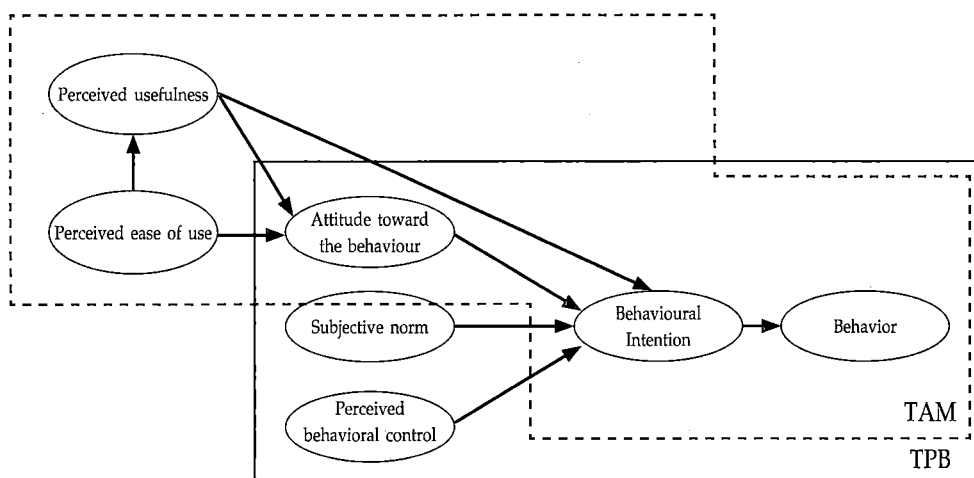 Perceived usefulness
Perceived ease of use
Attitude toward
the behaviour
Subjective norm
Perceived
behavioral control
Behavioural
Intention
Behavior
TAM
TPB